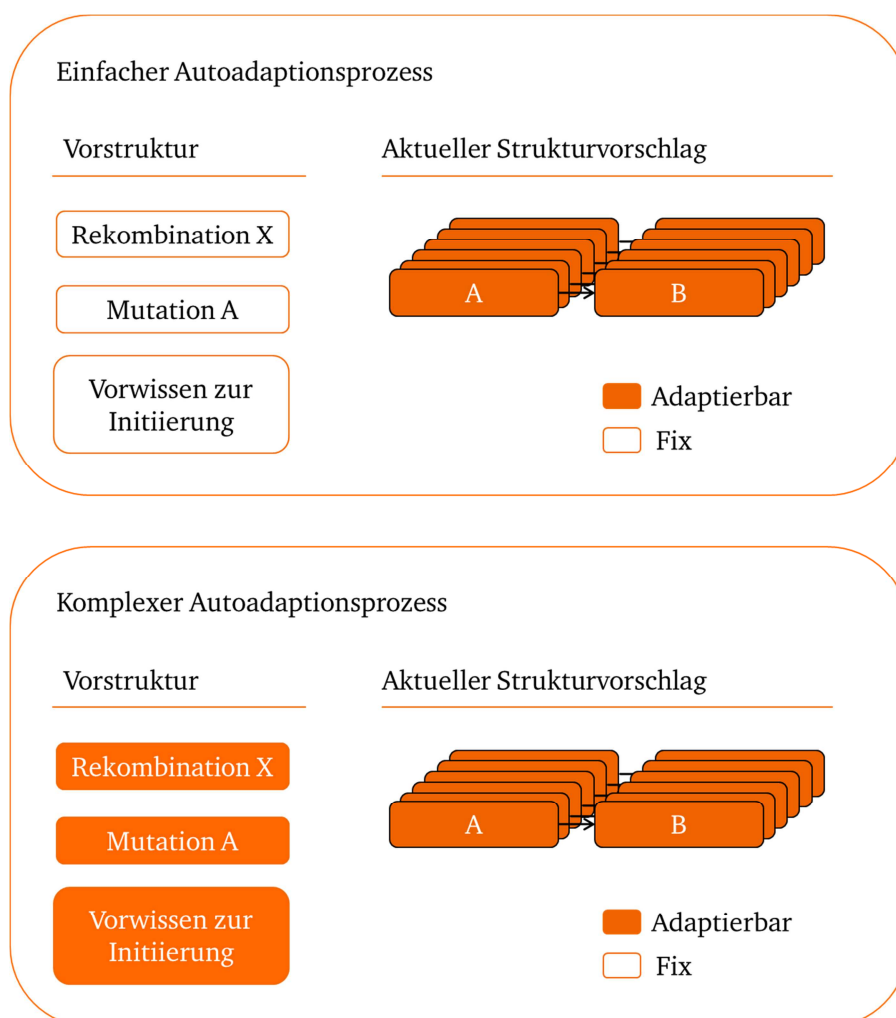 Einfacher Autoadaptionsprozess
Vorstruktur
Aktueller Strukturvorschlag
Rekombination X
Mutation A
Vorwissen zur
Initiierung
A
B
Adaptierbar
Fix
Komplexer Autoadaptionsprozess
Vorstruktur
Aktueller Strukturvorschlag
Rekombination X
Mutation A
Vorwissen zur
Initiierung
A
B
Adaptierbar
Fix